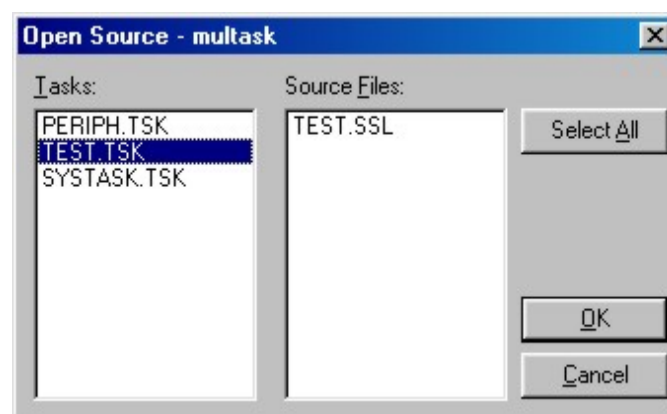 Open Source - multask
Tasks:
PERIPH.TSK
TEST.TSK
SYSTASK.TSK
Source Files:
TEST.SSL
Select All
OK
Cancel